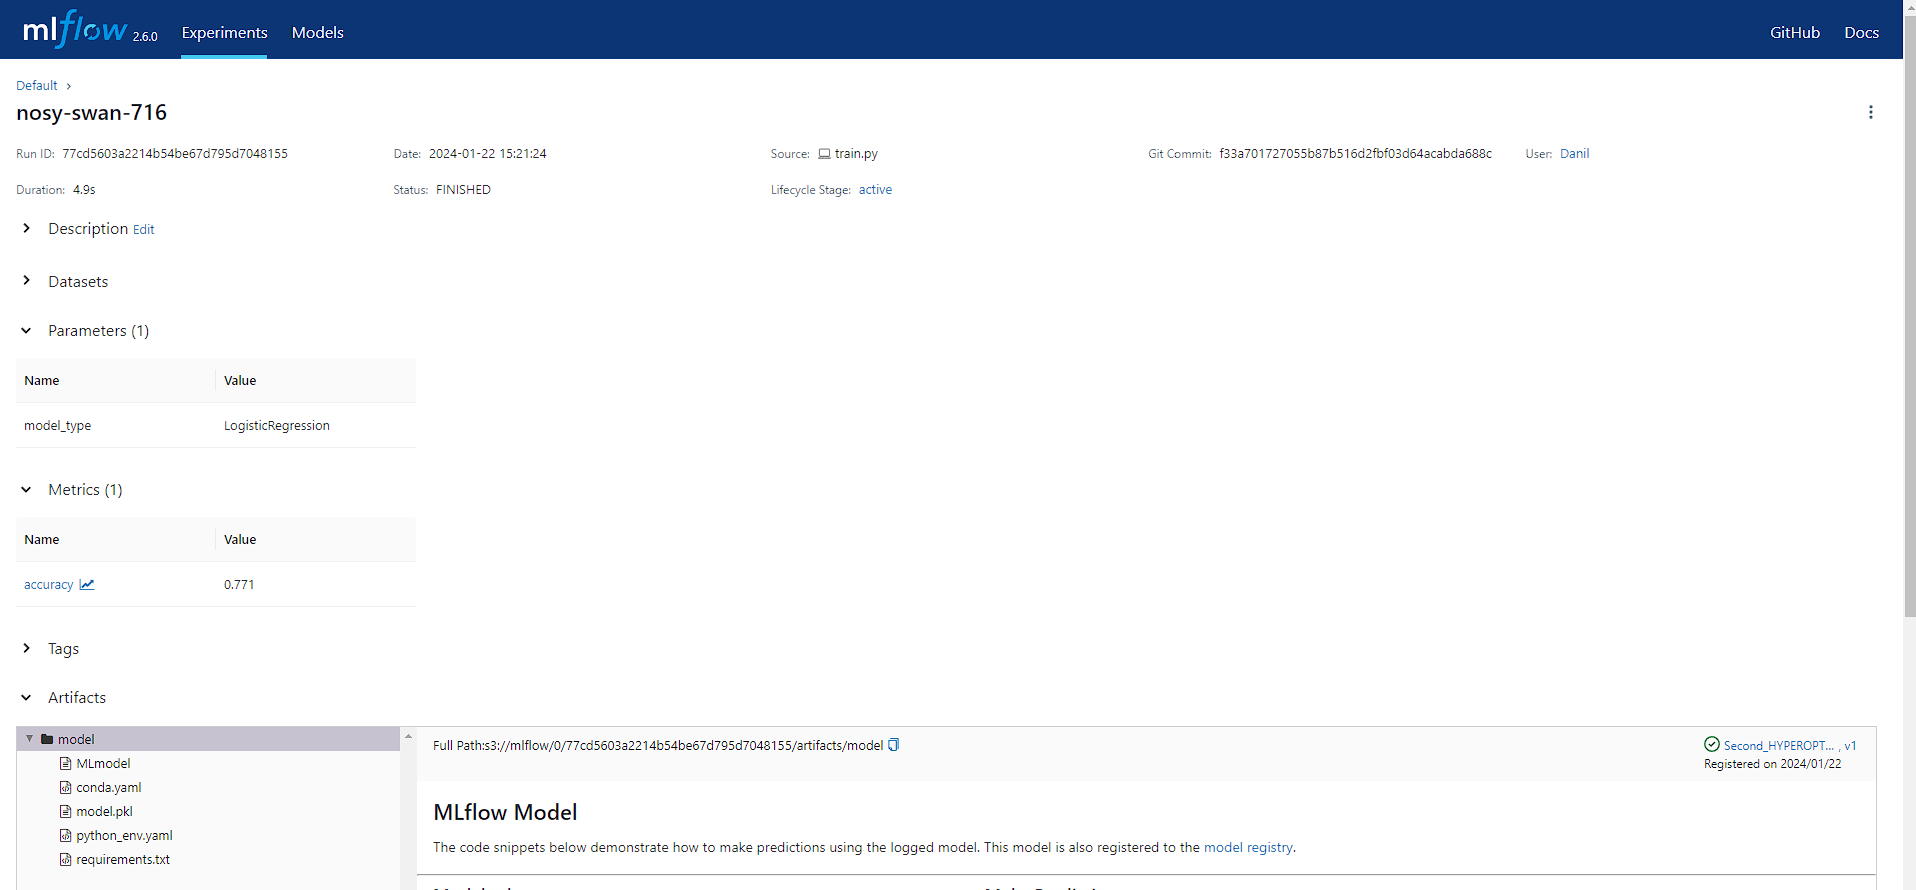 mlflow 2.6.0 Experiments Models GitHub Docs
Default
nosy-swan-716
Run ID: 77cd5603a2214b54be67d795d7048155 Date: 2024-01-22 15:21:24 Source: train.py Git Commit: f33a701727055b87b516d2fbf03d64acabda688c User: Danil
Duration: 4.9s Status: FINISHED Lifecycle Stage: active
Description Edit
Datasets
Parameters (1)
Name Value
model_type LogisticRegression
Metrics (1)
Name Value
accuracy 0.771
Tags
Artifacts
model
MLmodel
conda.yaml
model.pkl
python_env.yaml
requirements.txt
Full Path:s3://mlflow/0/77cd5603a2214b54be67d795d7048155/artifacts/model
Second_HYPEROPT... , v1
Registered on 2024/01/22
MLflow Model
The code snippets below demonstrate how to make predictions using the logged model. This model is also registered to the model registry.